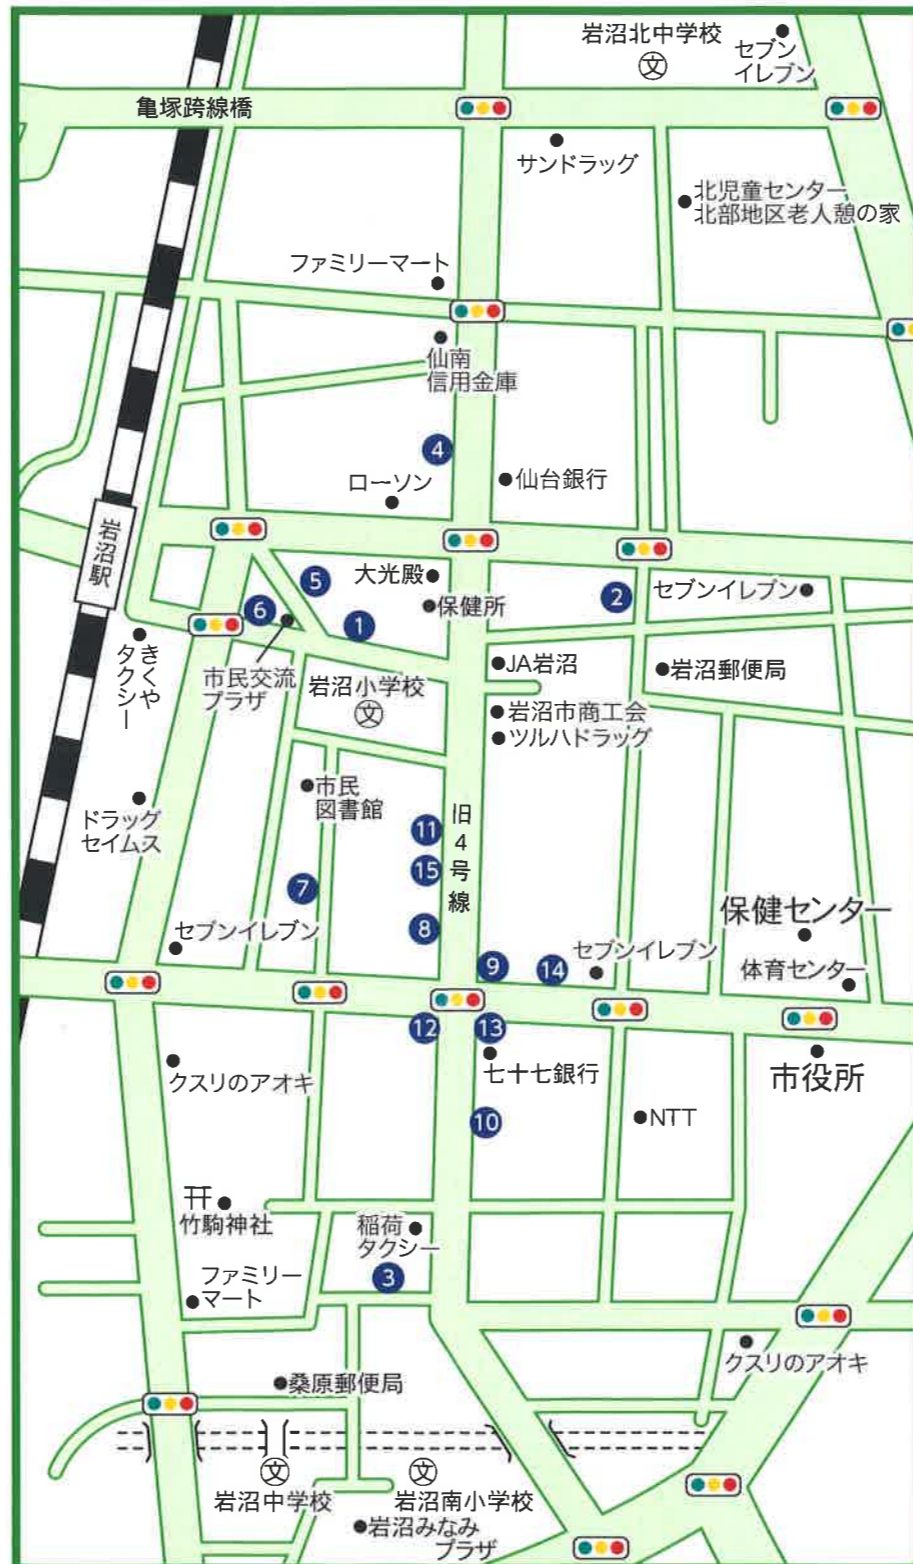 岩沼北中学校
文
セブン
イレブン
亀塚跨線橋
サンドラッグ
北児童センター
北部地区老人憩の家
ファミリーマート
仙南
信用金庫
4
ローソン
仙台銀行
岩沼駅
5
大光殿
保健所
2
セブンイレブン
6
1
きくや
タクシー
市民交流
プラザ
岩沼小学校
文
JA岩沼
岩沼郵便局
岩沼市商工会
ツルハドラッグ
市民
図書館
ドラッグ
セイムス
旧4号線
11
15
7
8
セブンイレブン
9
14
セブンイレブン
保健センター
体育センター
12
13
七十七銀行
市役所
クスリのアオキ
10
NTT
竹駒神社
稲荷
タクシー
3
ファミリー
マート
クスリのアオキ
桑原郵便局
文
岩沼中学校
文
岩沼南小学校
岩沼みなみ
プラザ